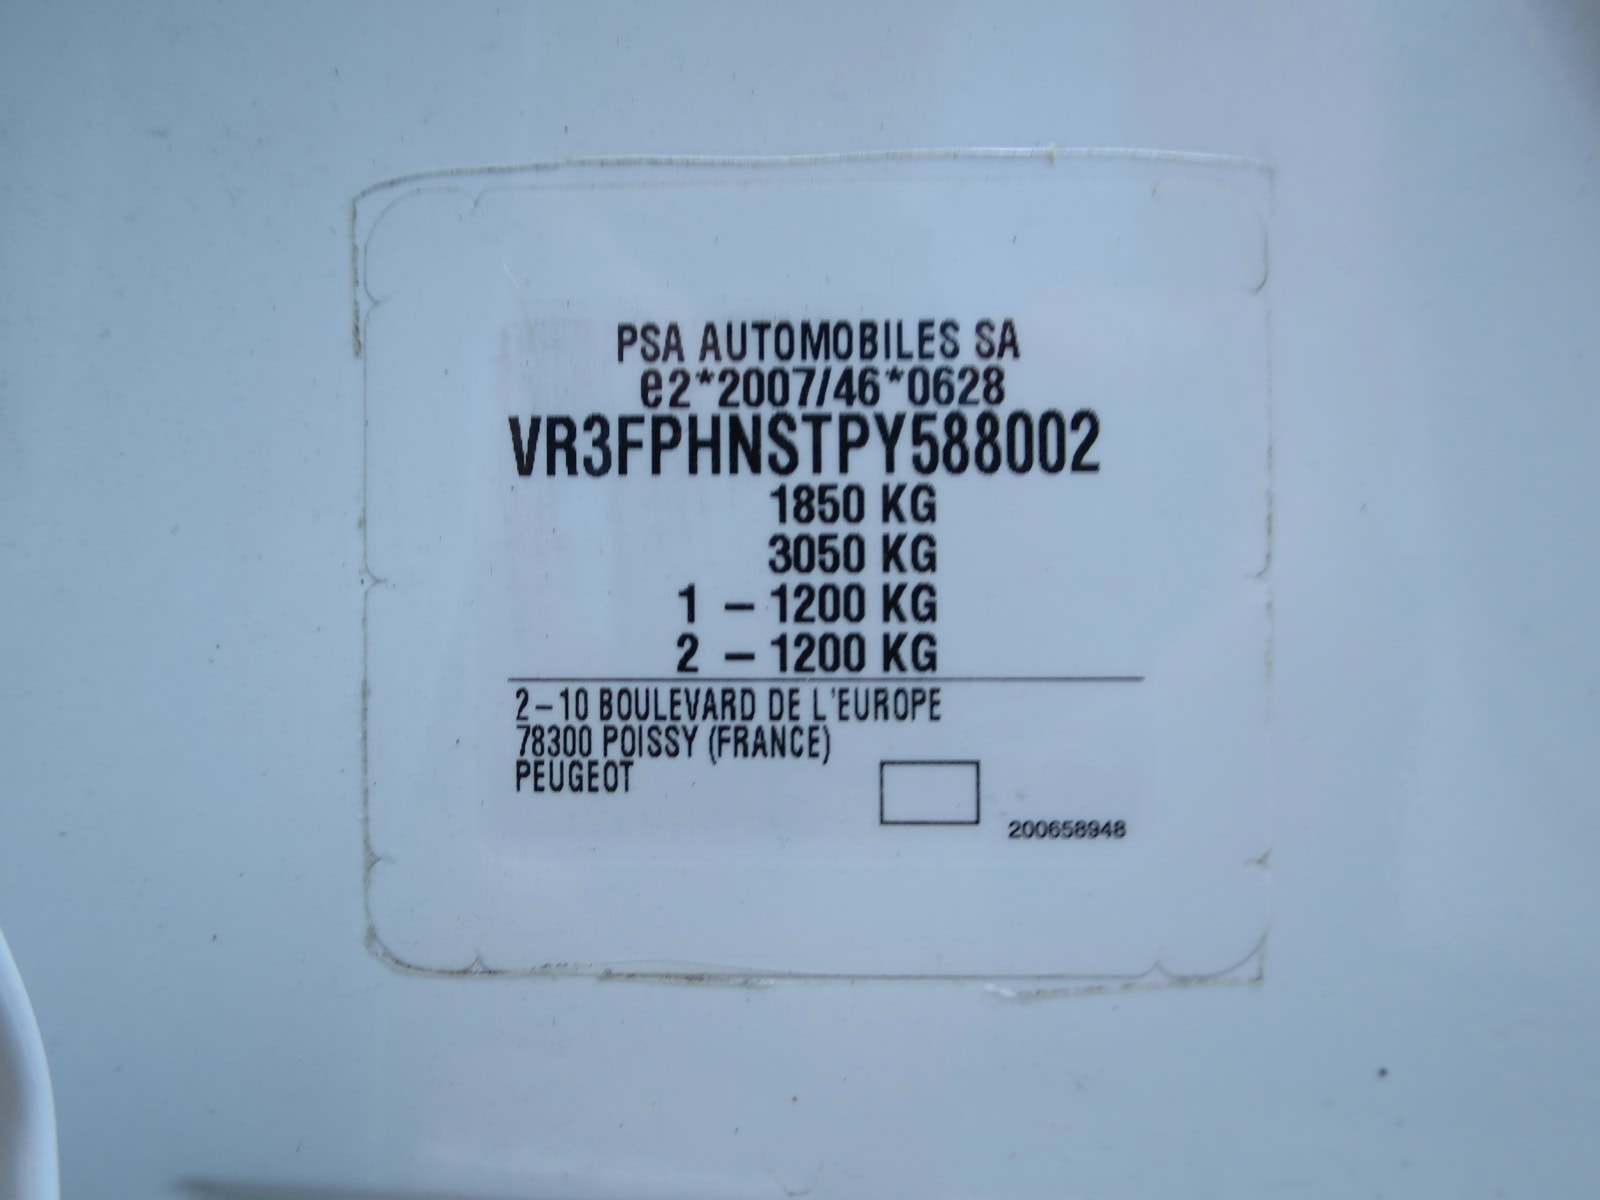 PSA AUTOMOBILES SA
e2*2007/46*0628
VR3FPHNSTPY588002
1850 KG
3050 KG
1 – 1200 KG
2 – 1200 KG
2–10 BOULEVARD DE L'EUROPE
78300 POISSY (FRANCE)
PEUGEOT
200658948